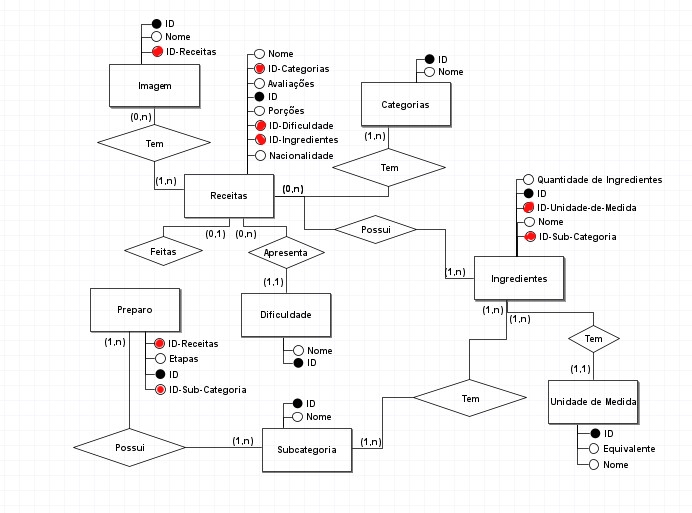 ID
Nome
ID-Receitas
Imagem
(0,n)
Tem
(1,n)
Nome
ID-Categorias
Avaliações
ID
Porções
ID-Dificuldade
ID-Ingredientes
Nacionalidade
Receitas
ID
Nome
Categorias
(1,n)
Tem
(0,n)
Possui
(1,n)
Quantidade de Ingredientes
ID
ID-Unidade-de-Medida
Nome
ID-Sub-Categoria
Ingredientes
(0,1)
(0,n)
Feitas
Apresenta
(1,1)
Dificuldade
Nome
ID
Preparo
(1,n)
ID-Receitas
Etapas
ID
ID-Sub-Categoria
Possui
(1,n)
ID
Nome
Subcategoria
(1,n)
Tem
(1,n)
(1,n)
Tem
(1,1)
Unidade de Medida
ID
Equivalente
Nome